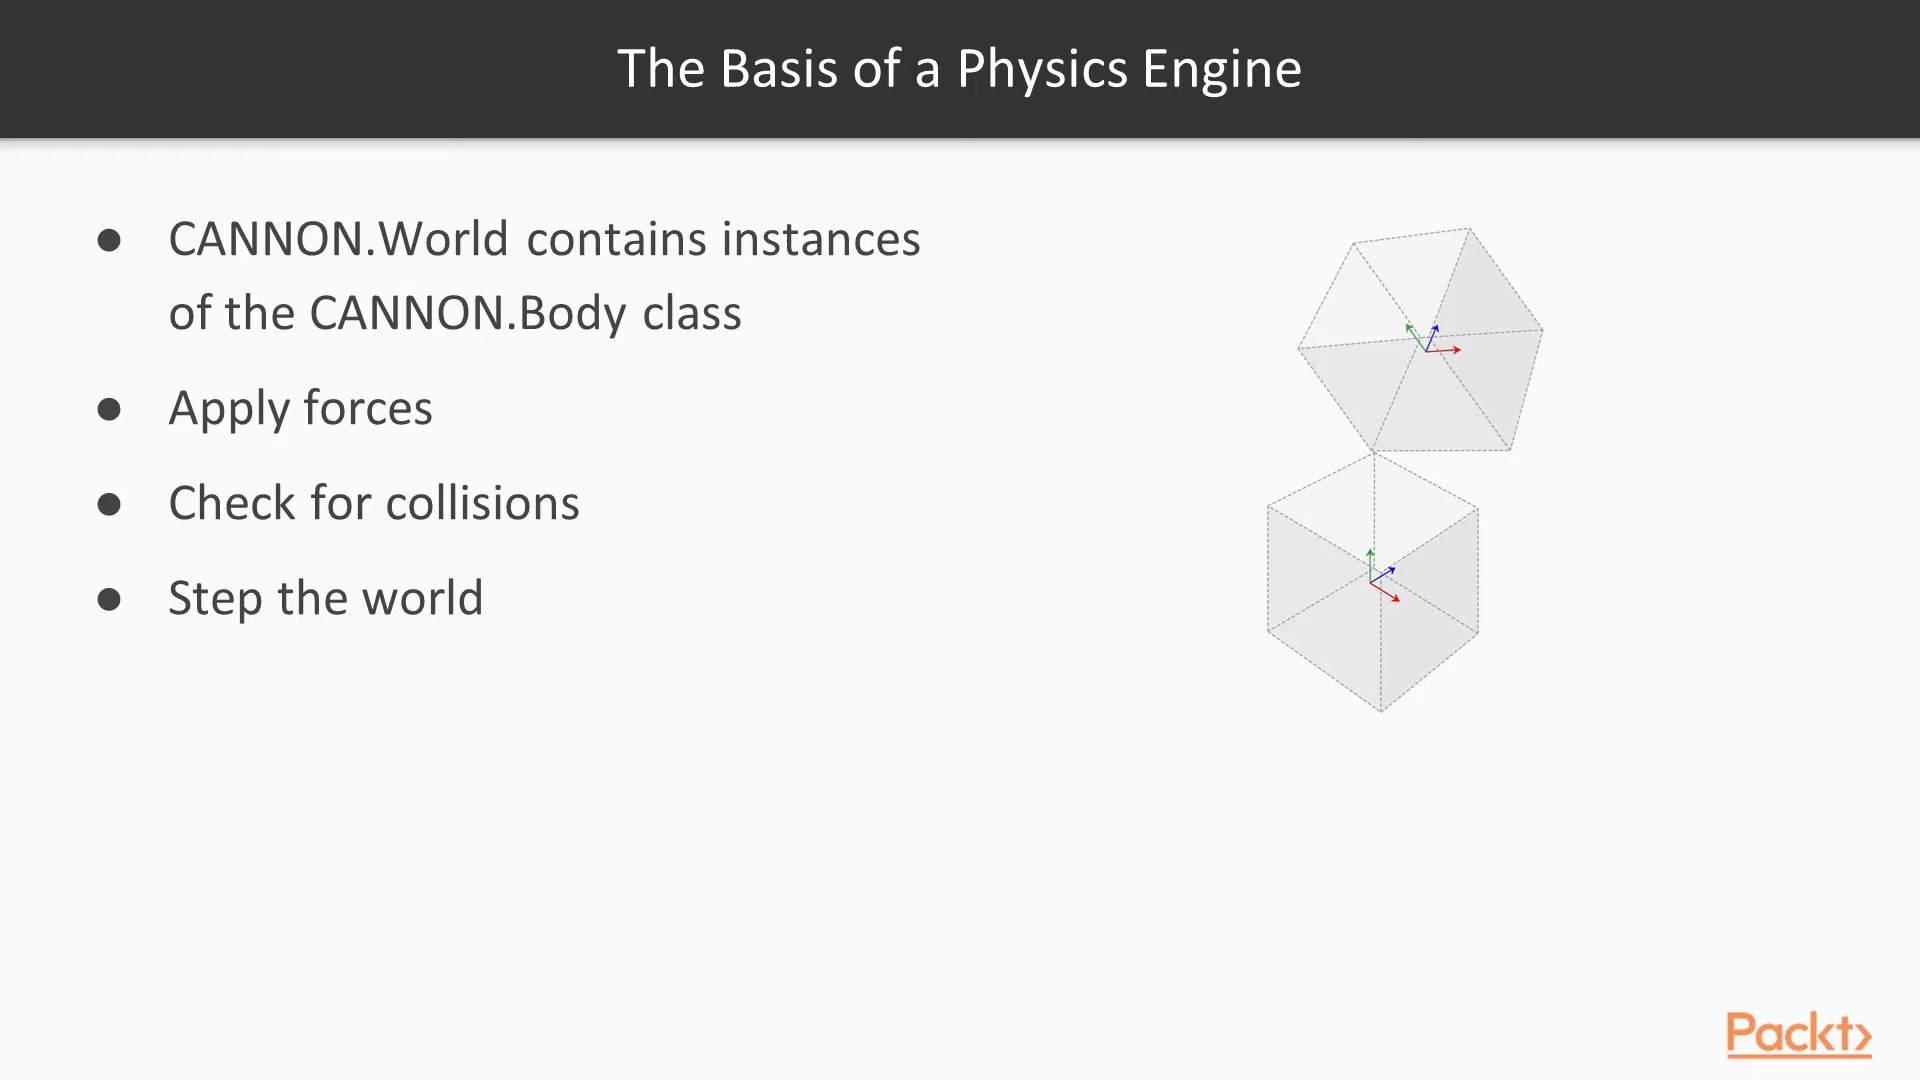 The Basis of a Physics Engine
● CANNON.World contains instances
of the CANNON.Body class
● Apply forces
● Check for collisions
● Step the world
Packt>